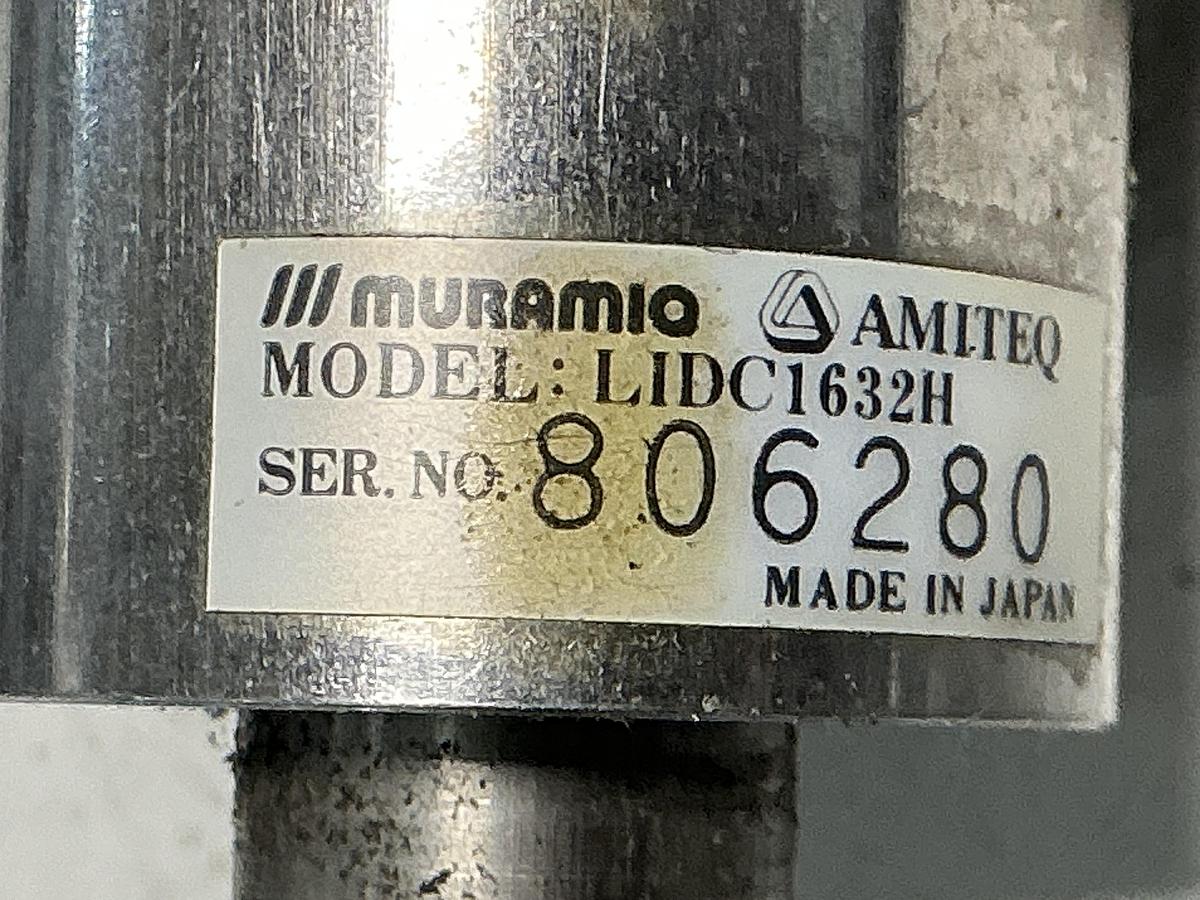 MURAMIO AMITEQ
MODEL: LIDC1632H
SER. NO. 806280
MADE IN JAPAN